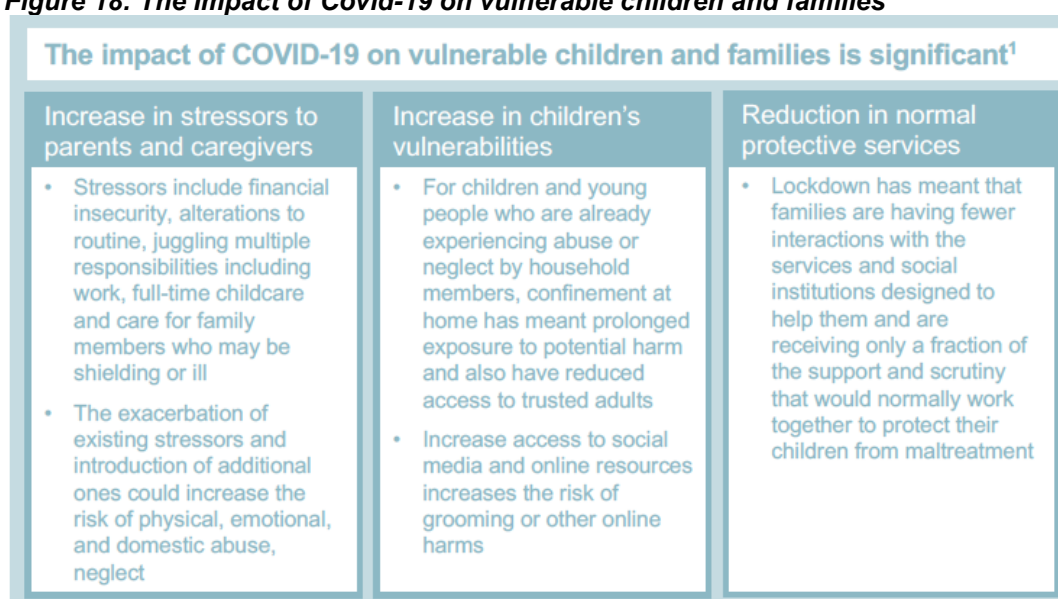 Figure 18: The impact of Covid-19 on vulnerable children and families
The impact of COVID-19 on vulnerable children and families is significant¹
Increase in stressors to
parents and caregivers
• Stressors include financial
insecurity, alterations to
routine, juggling multiple
responsibilities including
work, full-time childcare
and care for family
members who may be
shielding or ill
• The exacerbation of
existing stressors and
introduction of additional
ones could increase the
risk of physical, emotional,
and domestic abuse,
neglect
Increase in children's
vulnerabilities
• For children and young
people who are already
experiencing abuse or
neglect by household
members, confinement at
home has meant prolonged
exposure to potential harm
and also have reduced
access to trusted adults
• Increase access to social
media and online resources
increases the risk of
grooming or other online
harms
Reduction in normal
protective services
• Lockdown has meant that
families are having fewer
interactions with the
services and social
institutions designed to
help them and are
receiving only a fraction of
the support and scrutiny
that would normally work
together to protect their
children from maltreatment